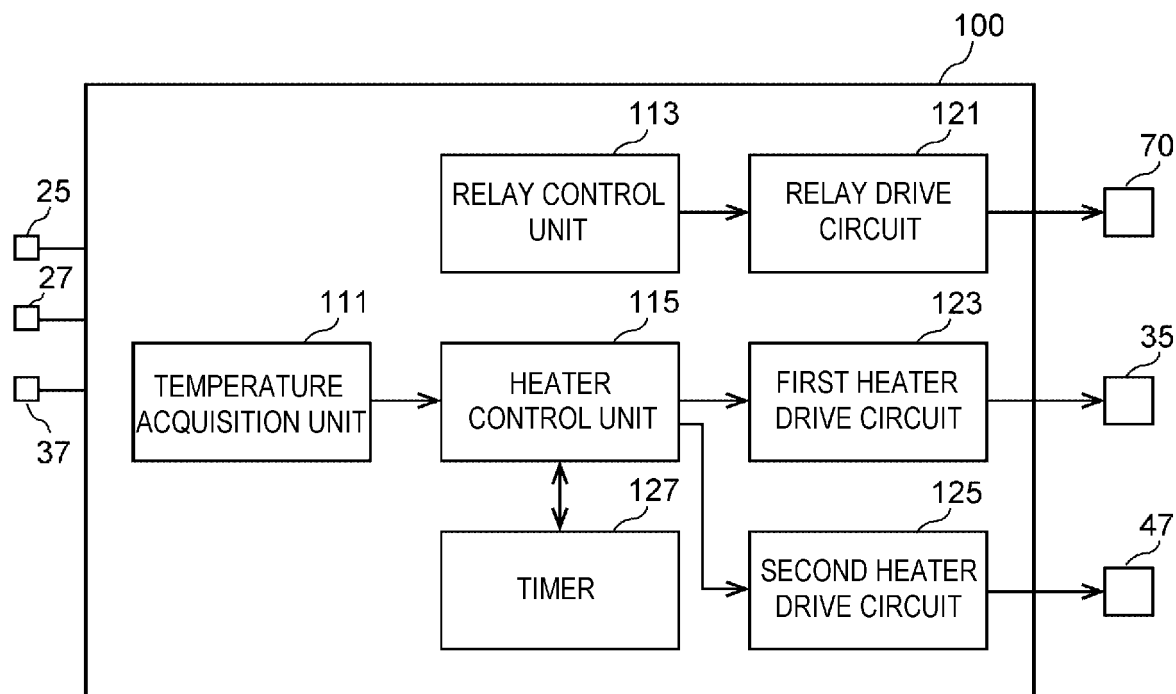 100
113
121
70
RELAY CONTROL
UNIT
RELAY DRIVE
CIRCUIT
25
27
111
115
123
35
TEMPERATURE
ACQUISITION UNIT
HEATER
CONTROL UNIT
FIRST HEATER
DRIVE CIRCUIT
37
127
125
47
TIMER
SECOND HEATER
DRIVE CIRCUIT